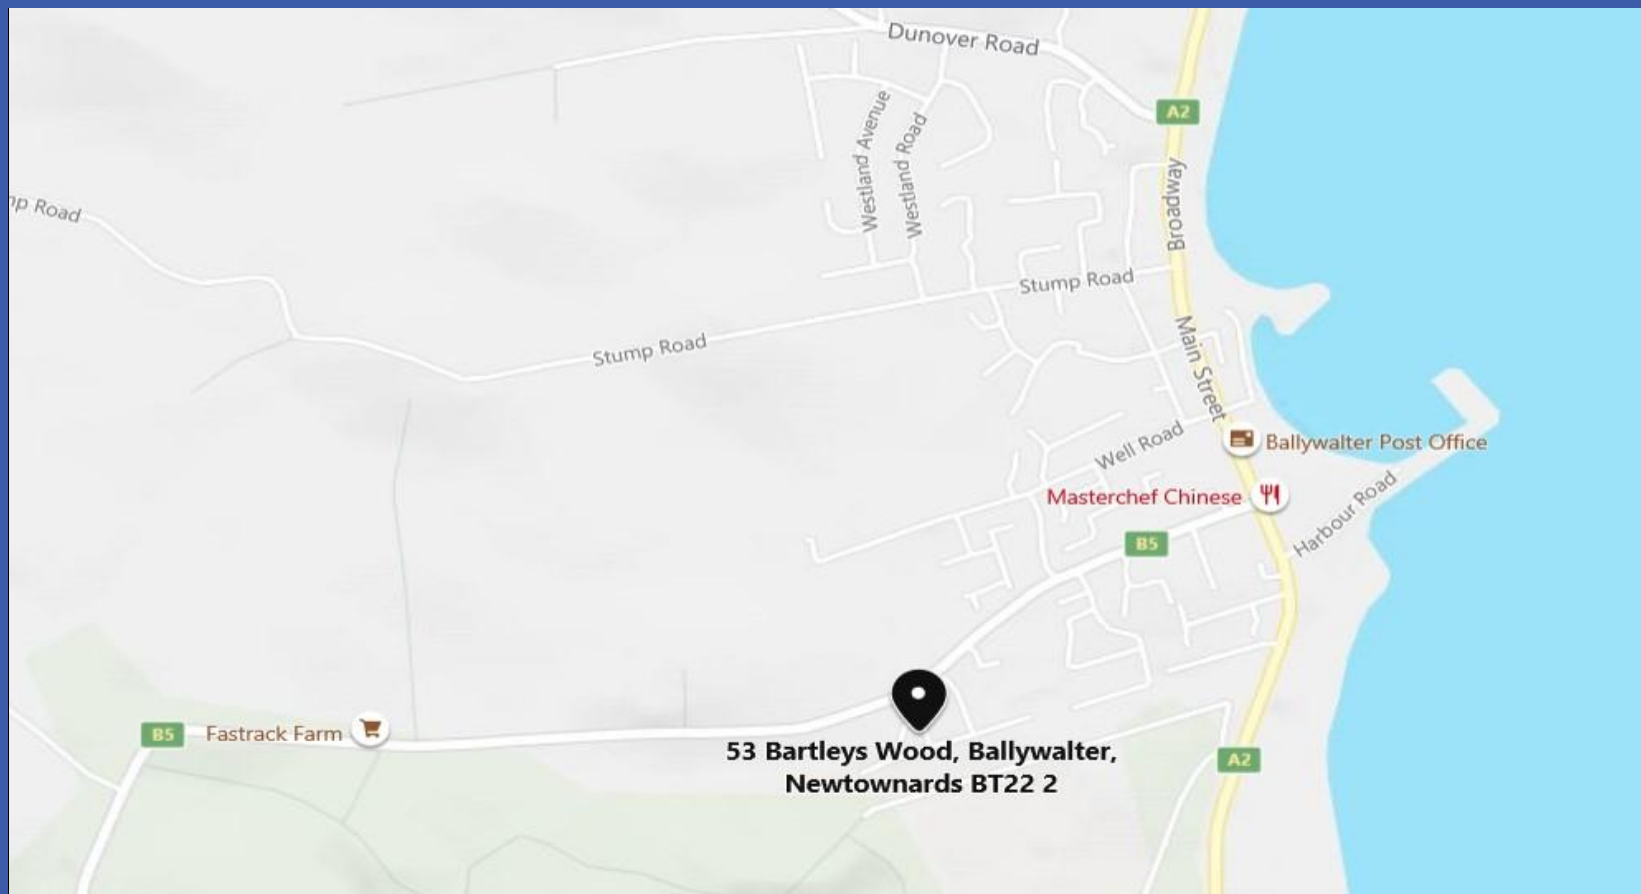 Dunover Road
A2
Westland Avenue
Westland Road
Broadway
Road
Stump Road
Main Street
Stump Road
Well Road
Ballywalter Post Office
Masterchef Chinese
Harbour Road
B5
B5
Fastrack Farm
53 Bartleys Wood, Ballywalter,
Newtownards BT22 2
A2